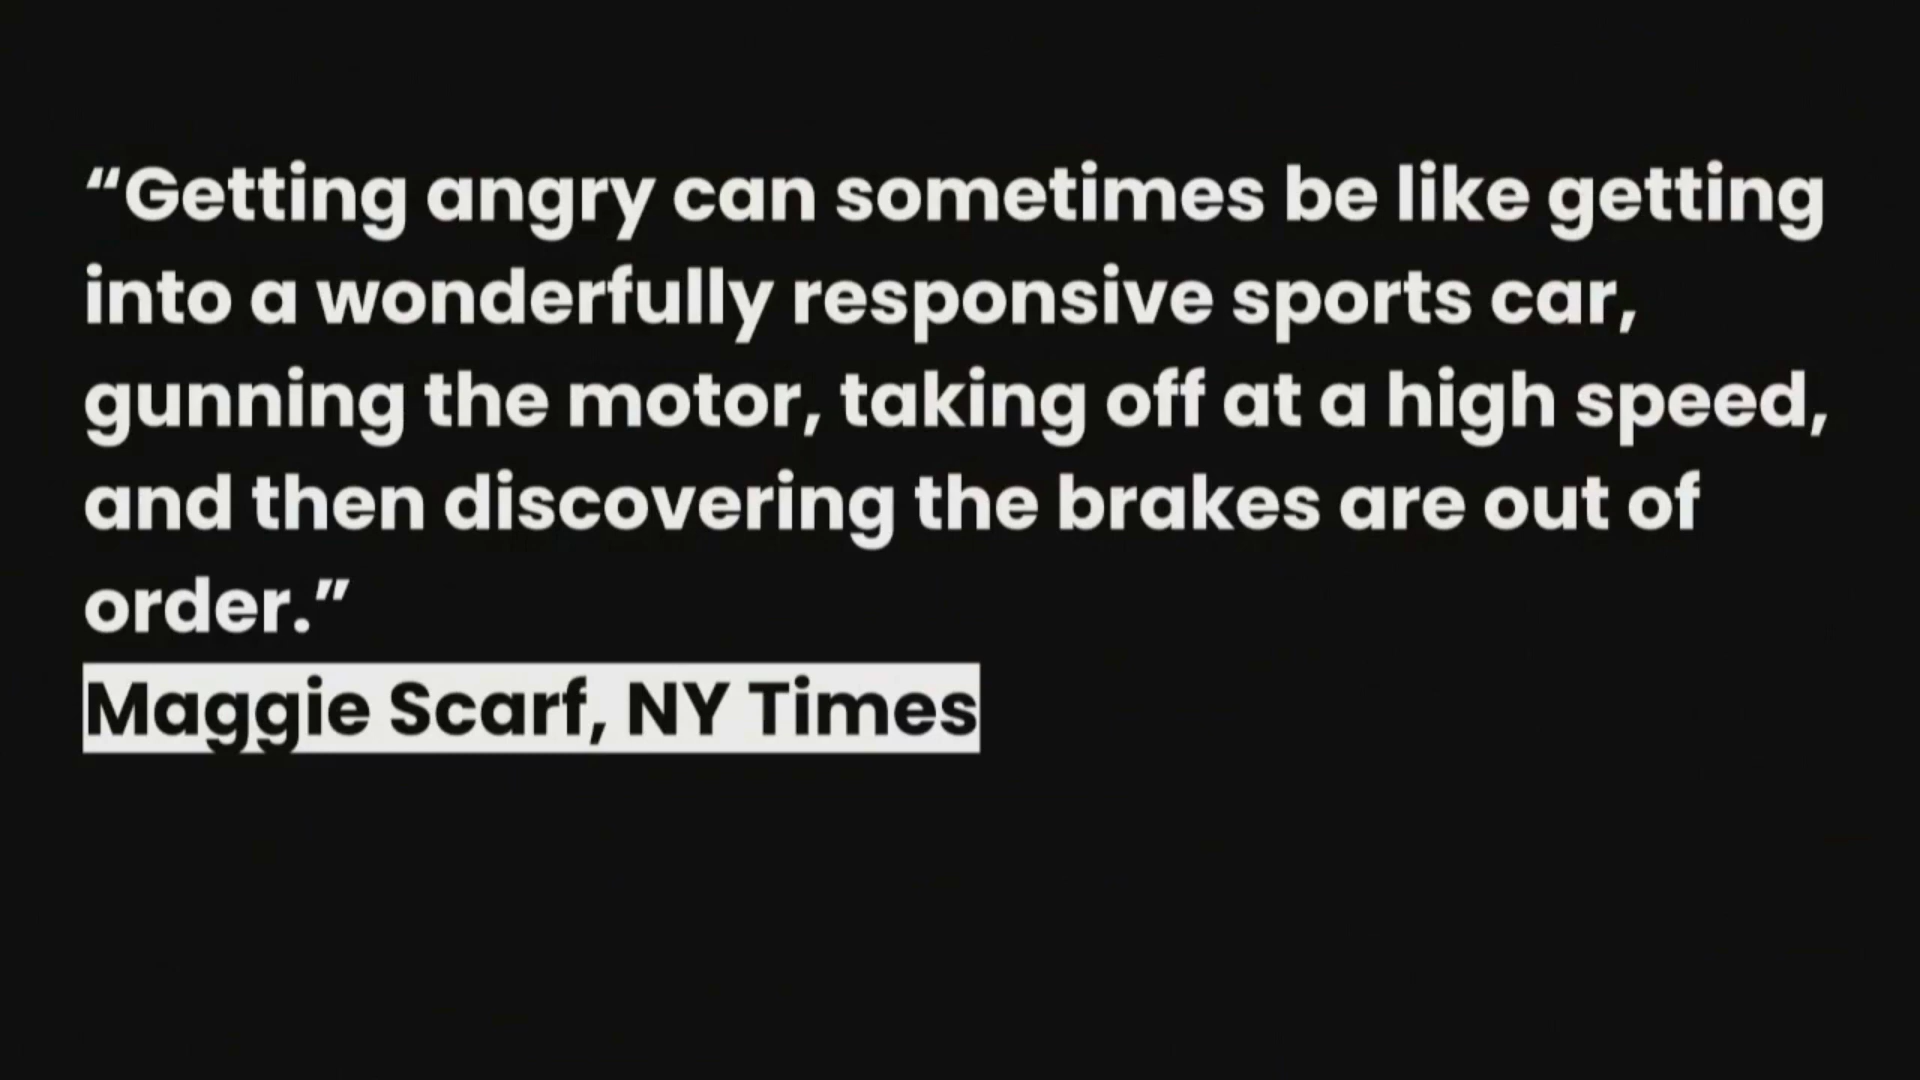 “Getting angry can sometimes be like getting
into a wonderfully responsive sports car,
gunning the motor, taking off at a high speed,
and then discovering the brakes are out of
order.”
Maggie Scarf, NY Times